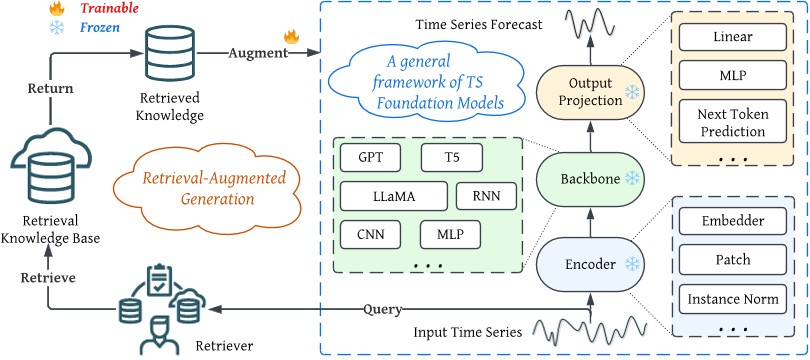 Trainable
Frozen
Return
Retrieved
Knowledge
Augment
Retrieval-Augmented
Generation
Retrieval
Knowledge Base
Retrieve
Retriever
Query
Time Series Forecast
A general
framework of TS
Foundation Models
Output
Projection
Linear
MLP
Next Token
Prediction
...
GPT
T5
LLaMA
RNN
CNN
MLP
...
Backbone
Encoder
Embedder
Patch
Instance Norm
...
Input Time Series